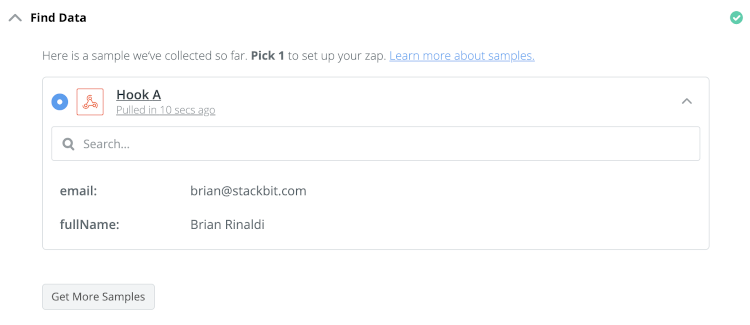 Find Data
Here is a sample we've collected so far. Pick 1 to set up your zap. Learn more about samples.
Hook A
Pulled in 10 secs ago
Search...
email: brian@stackbit.com
fullName: Brian Rinaldi
Get More Samples